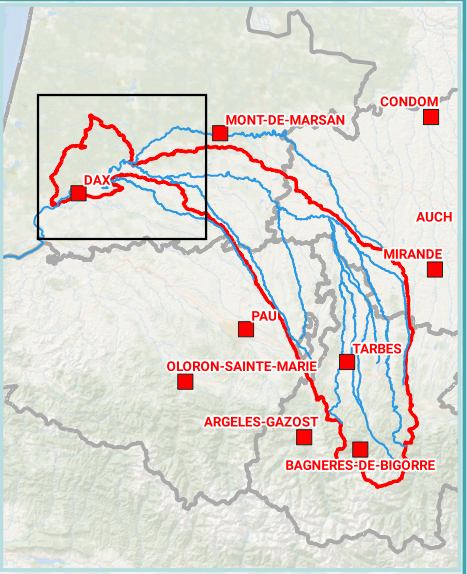 CONDOM
MONT-DE-MARSAN
DAX
AUCH
MIRANDE
PAU
TARBES
OLORON-SAINTE-MARIE
ARGELES-GAZOST
BAGNERES-DE-BIGORRE